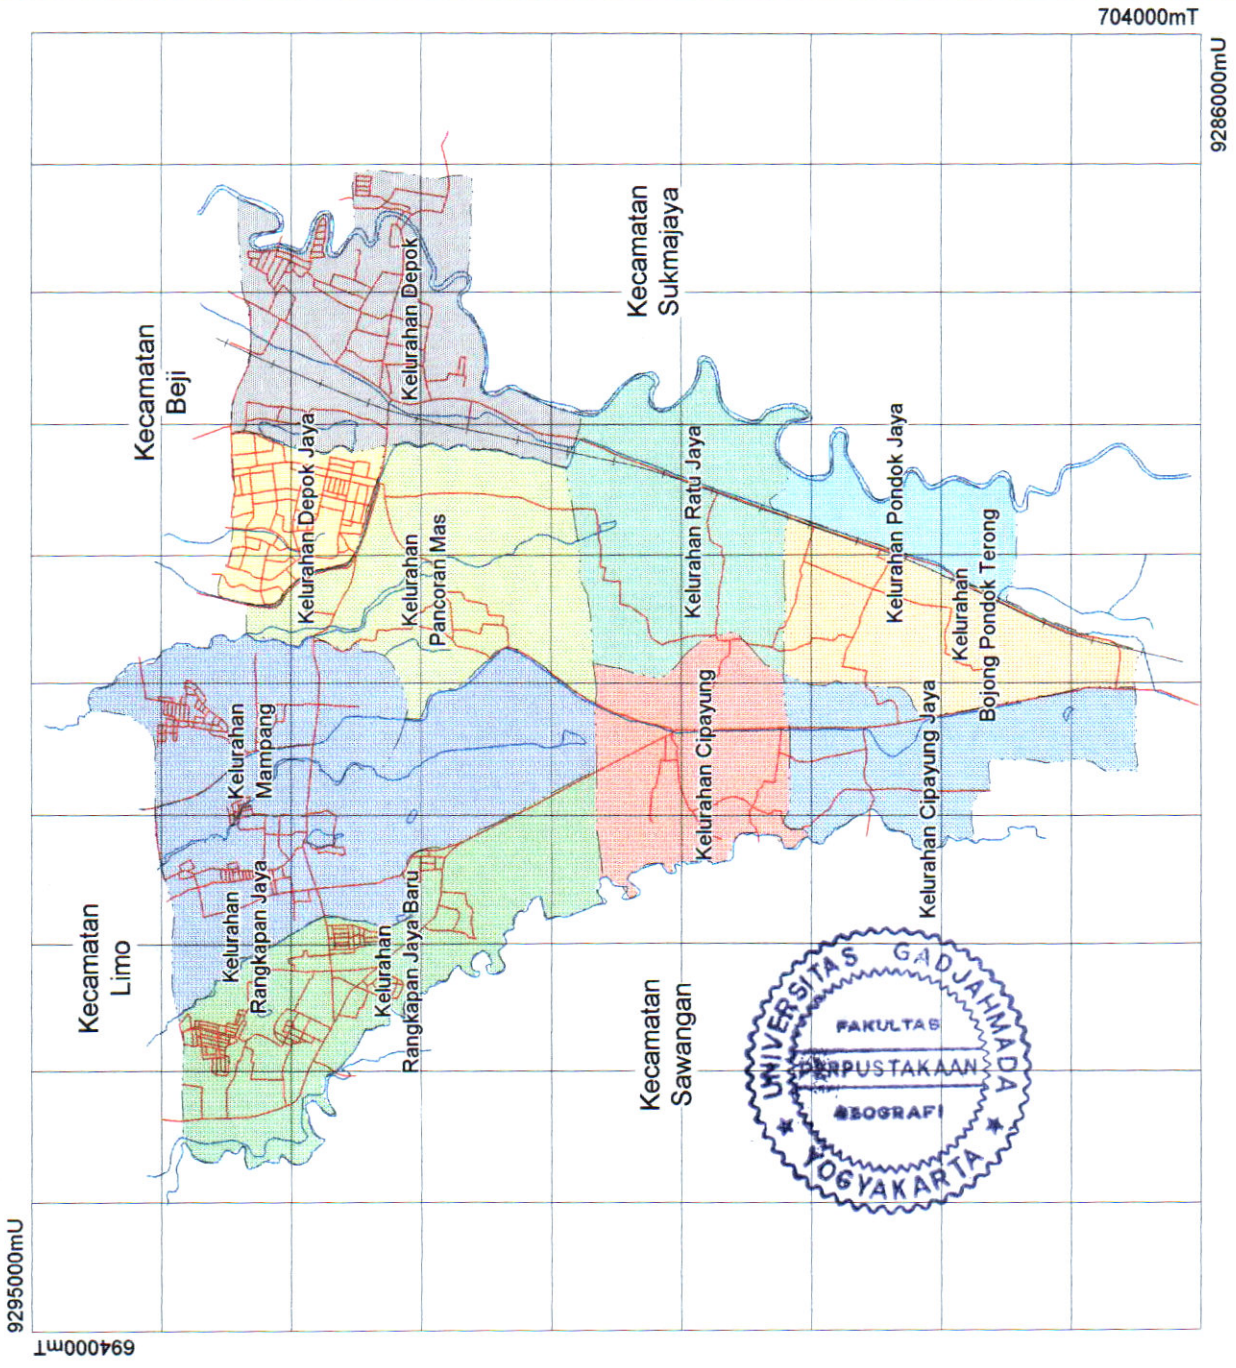 704000mT
9286000mU
9295000mU
694000mT
Kecamatan
Beji
Kecamatan
Sukmajaya
Kecamatan
Limo
Kecamatan
Sawangan
Kelurahan Depok
Kelurahan Depok Jaya
Kelurahan
Pancoran Mas
Kelurahan Ratu Jaya
Kelurahan Pondok Jaya
Kelurahan
Bojong Pondok Terong
Kelurahan
Mampang
Kelurahan Cipayung
Kelurahan Cipayung Jaya
Kelurahan
Rangkapan Jaya
Kelurahan
Rangkapan Jaya Baru
UNIVERSITAS GADJAHMADA
FAKULTAS
PERPUSTAKAAN
GEOGRAFI
★ YOGYAKARTA ★